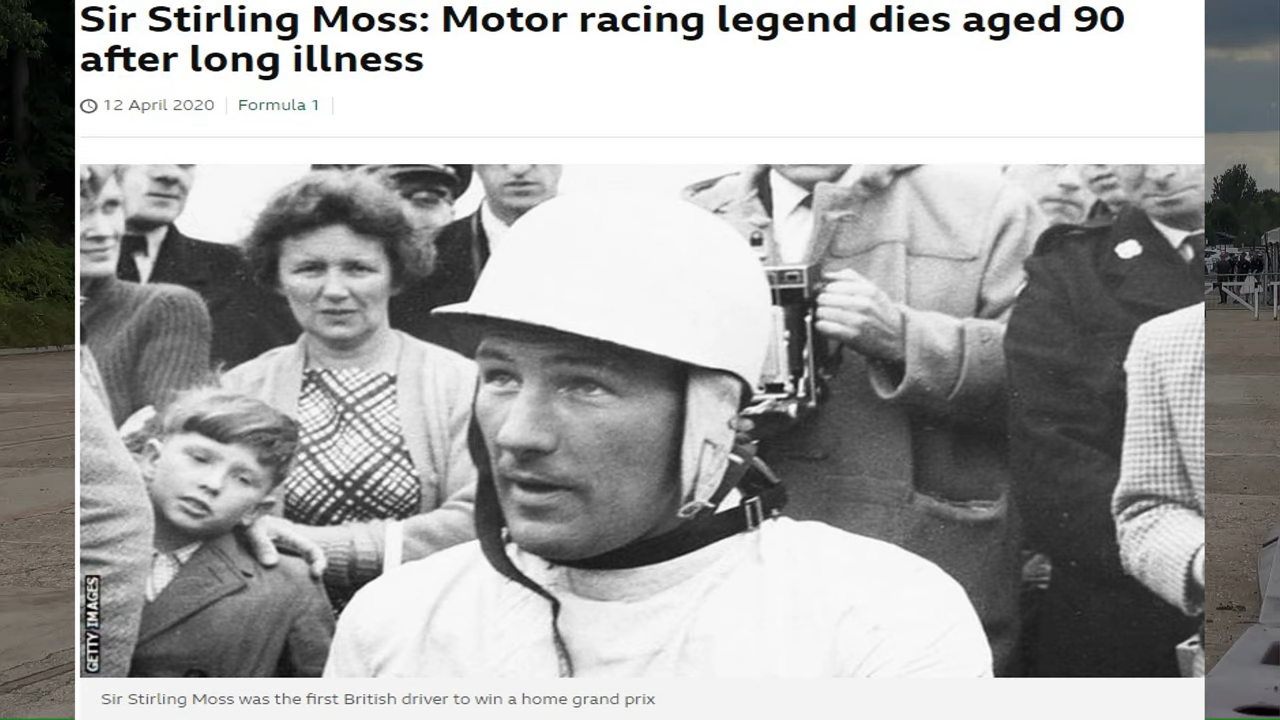 Sir Stirling Moss: Motor racing legend dies aged 90
after long illness
12 April 2020 Formula 1
GETTY IMAGES
Sir Stirling Moss was the first British driver to win a home grand prix